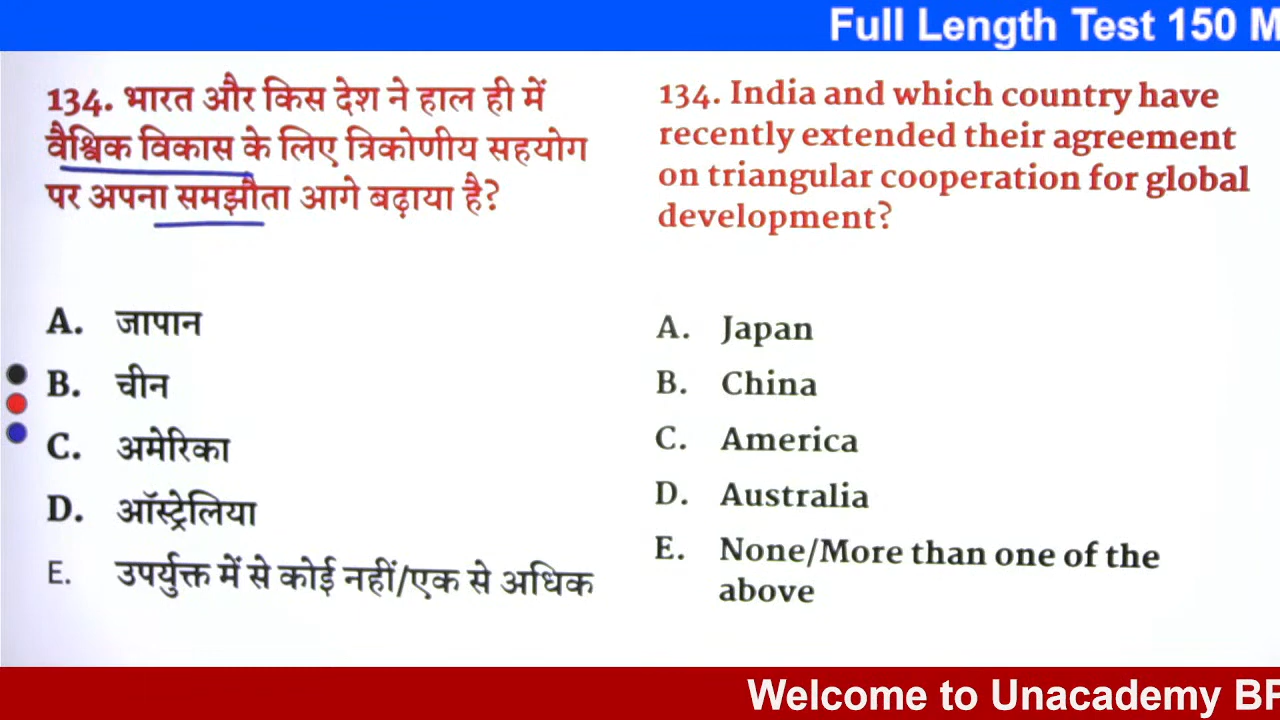 Full Length Test 150 M
134. भारत और किस देश ने हाल ही में
वैश्विक विकास के लिए त्रिकोणीय सहयोग
पर अपना समझौता आगे बढ़ाया है?
A. जापान
B. चीन
C. अमेरिका
D. ऑस्ट्रेलिया
E. उपर्युक्त में से कोई नहीं/एक से अधिक
134. India and which country have
recently extended their agreement
on triangular cooperation for global
development?
A. Japan
B. China
C. America
D. Australia
E. None/More than one of the
above
Welcome to Unacademy BP